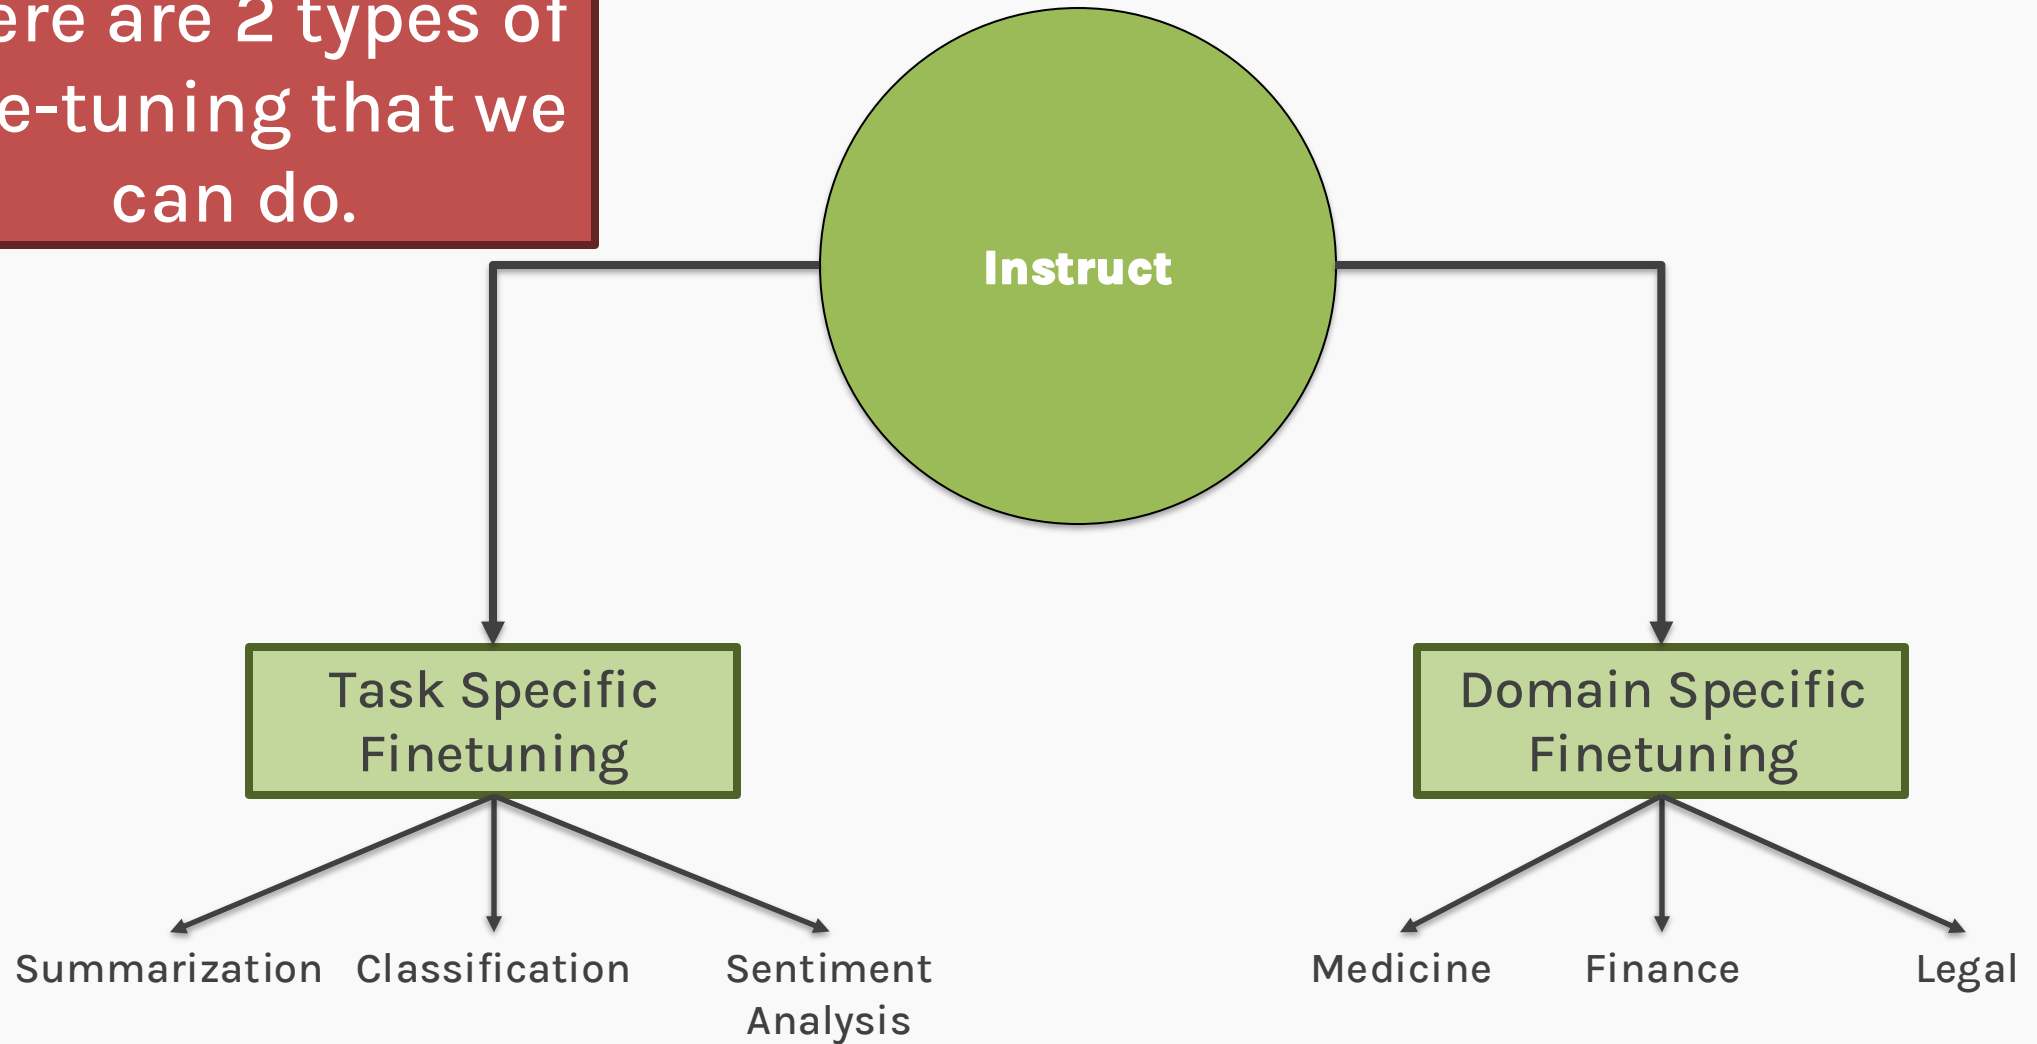 ere are 2 types of
e-tuning that we
can do.
Instruct
Task Specific
Finetuning
Domain Specific
Finetuning
Summarization
Classification
Sentiment
Analysis
Medicine
Finance
Legal